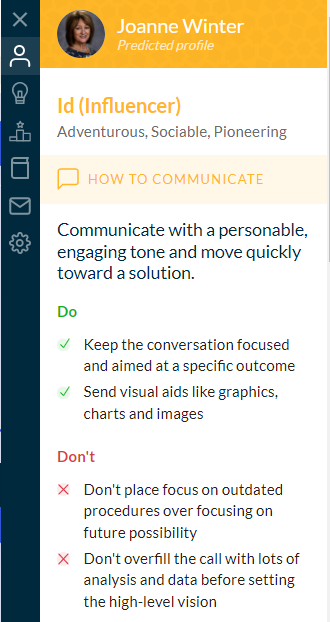 Joanne Winter
Predicted profile
Id (Influencer)
Adventurous, Sociable, Pioneering
HOW TO COMMUNICATE
Communicate with a personable,
engaging tone and move quickly
toward a solution.
Do
Keep the conversation focused
and aimed at a specific outcome
Send visual aids like graphics,
charts and images
Don't
Don't place focus on outdated
procedures over focusing on
future possibility
Don't overfill the call with lots of
analysis and data before setting
the high-level vision